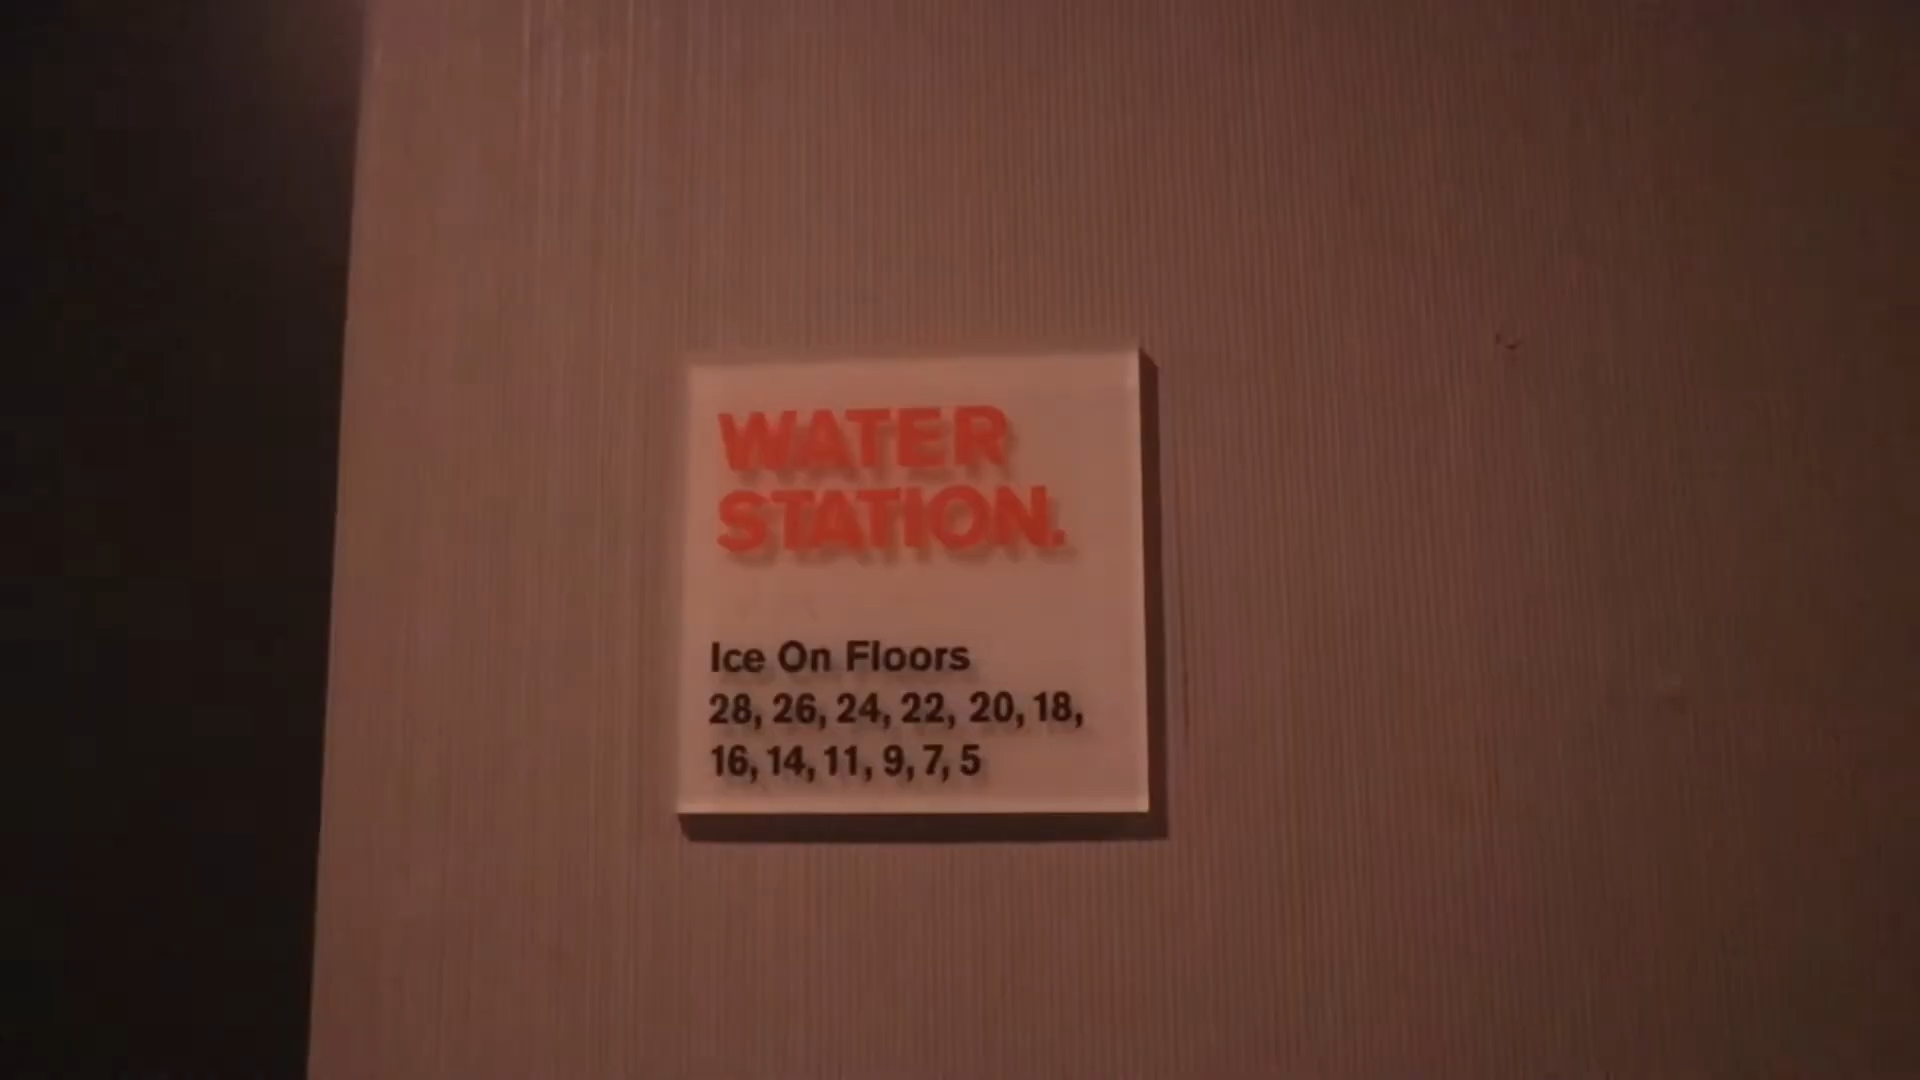 WATER
STATION.
Ice On Floors
28, 26, 24, 22, 20, 18,
16, 14, 11, 9, 7, 5